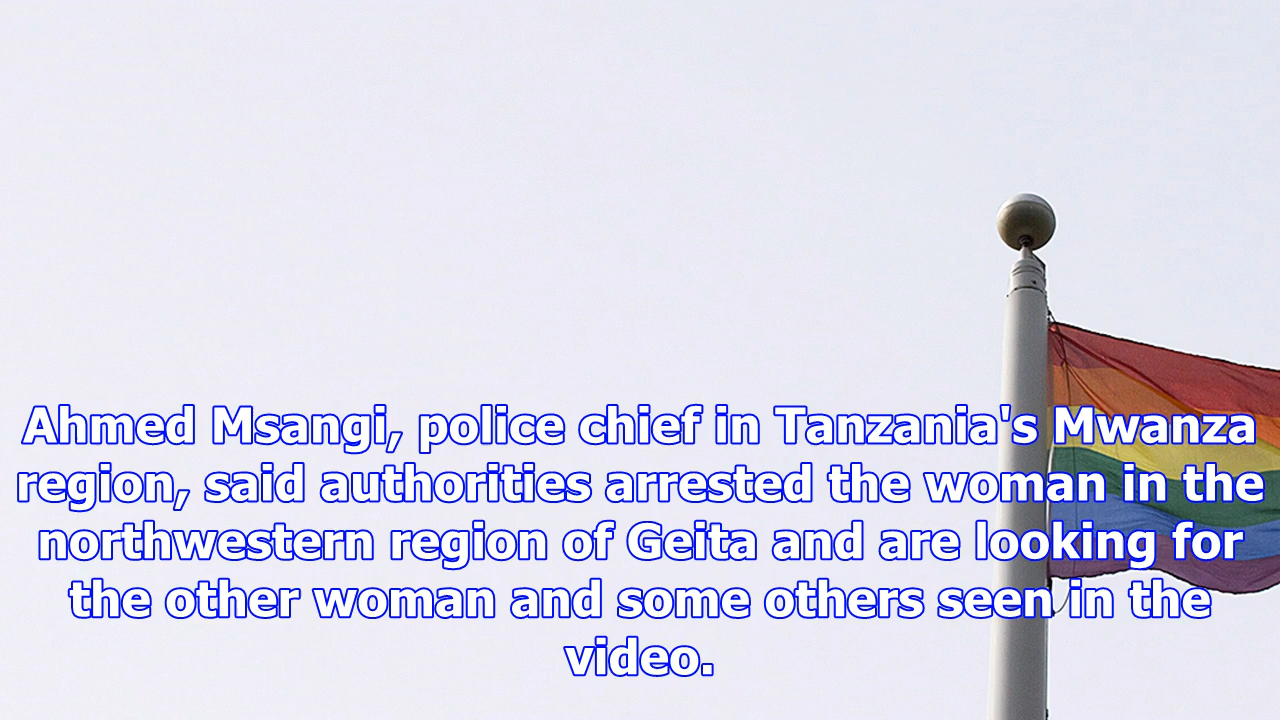 Ahmed Msangi, police chief in Tanzania's Mwanza
region, said authorities arrested the woman in the
northwestern region of Geita and are looking for
the other woman and some others seen in the
video.